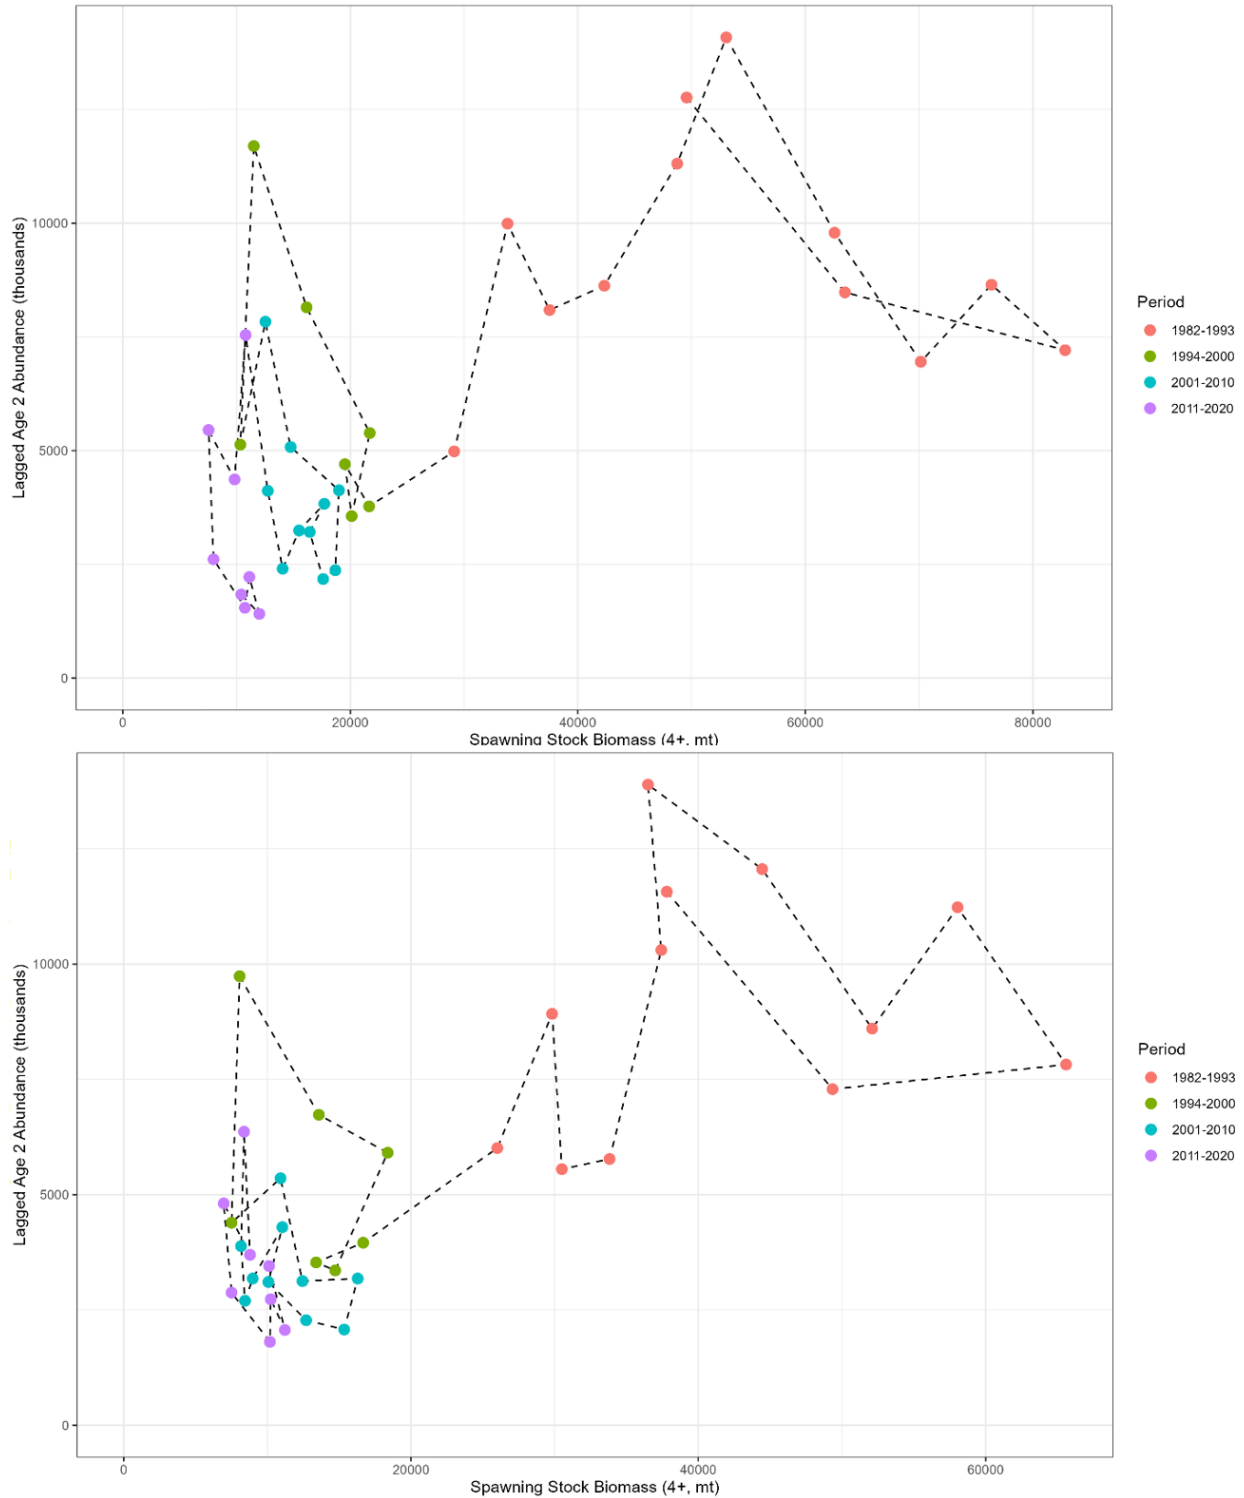 Lagged Age 2 Abundance (thousands)
10000
5000
0
0 20000 40000 60000 80000
Spawning Stock Biomass (4+, mt)
Period
1982-1993
1994-2000
2001-2010
2011-2020
Lagged Age 2 Abundance (thousands)
10000
5000
0
0 20000 40000 60000
Spawning Stock Biomass (4+, mt)
Period
1982-1993
1994-2000
2001-2010
2011-2020